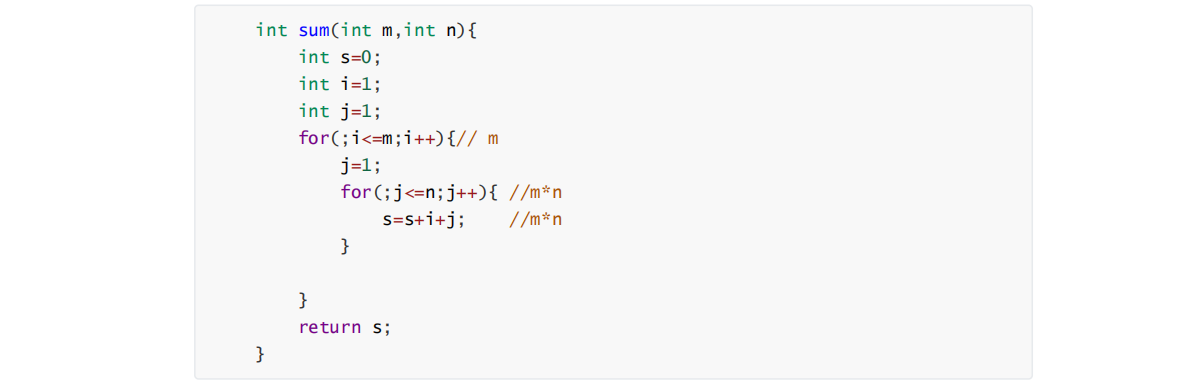 int sum(int m,int n){
    int s=0;
    int i=1;
    int j=1;
    for(;i<=m;i++){// m
        j=1;
        for(;j<=n;j++){ //m*n
            s=s+i+j;    //m*n
        }

    }
    return s;
}